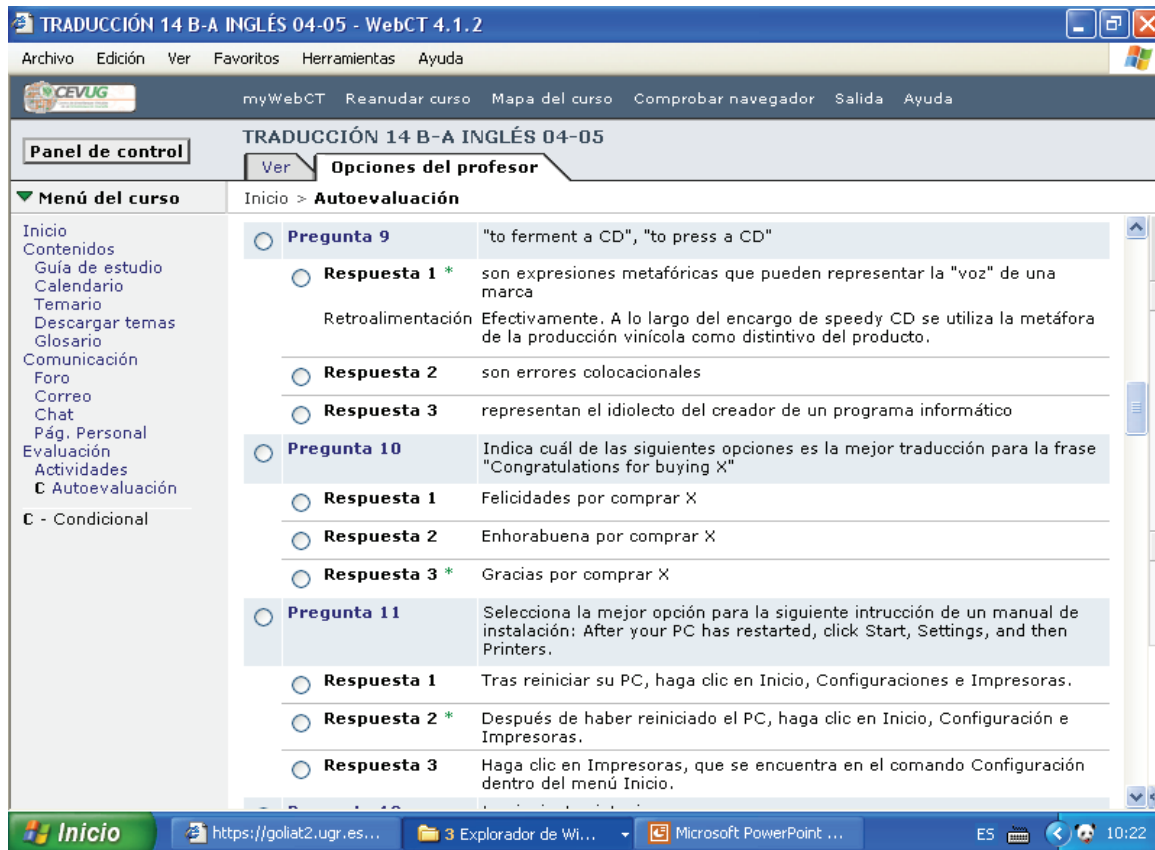 TRADUCCIÓN 14 B-A INGLÉS 04-05 - WebCT 4.1.2
Archivo Edición Ver Favoritos Herramientas Ayuda
CEVUG
myWebCT Reanudar curso Mapa del curso Comprobar navegador Salida Ayuda
Panel de control
TRADUCCIÓN 14 B-A INGLÉS 04-05
Ver Opciones del profesor
Menú del curso
Inicio > Autoevaluación
Inicio
Contenidos
Guía de estudio
Calendario
Temario
Descargar temas
Glosario
Comunicación
Foro
Correo
Chat
Pág. Personal
Evaluación
Actividades
C Autoevaluación
C - Condicional
Pregunta 9 "to ferment a CD", "to press a CD"
Respuesta 1 * son expresiones metafóricas que pueden representar la "voz" de una
marca
Retroalimentación Efectivamente. A lo largo del encargo de speedy CD se utiliza la metáfora
de la producción vinícola como distintivo del producto.
Respuesta 2 son errores colocacionales
Respuesta 3 representan el idiolecto del creador de un programa informático
Pregunta 10 Indica cuál de las siguientes opciones es la mejor traducción para la frase
"Congratulations for buying X"
Respuesta 1 Felicidades por comprar X
Respuesta 2 Enhorabuena por comprar X
Respuesta 3 * Gracias por comprar X
Pregunta 11 Selecciona la mejor opción para la siguiente intrucción de un manual de
instalación: After your PC has restarted, click Start, Settings, and then
Printers.
Respuesta 1 Tras reiniciar su PC, haga clic en Inicio, Configuraciones e Impresoras.
Respuesta 2 * Después de haber reiniciado el PC, haga clic en Inicio, Configuración e
Impresoras.
Respuesta 3 Haga clic en Impresoras, que se encuentra en el comando Configuración
dentro del menú Inicio.
Inicio https://goliat2.ugr.es... 3 Explorador de Wi... Microsoft PowerPoint ... ES 10:22